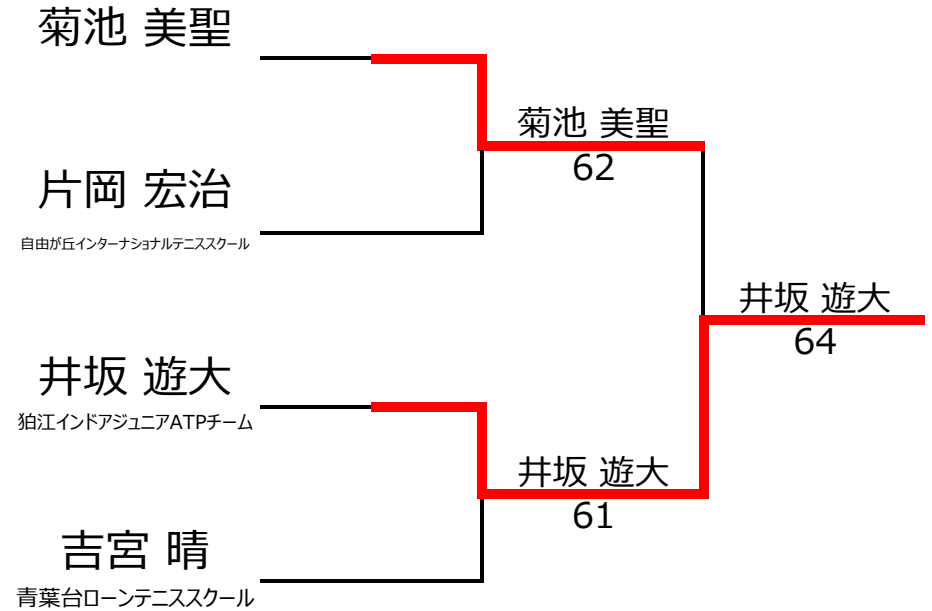 菊池 美聖
片岡 宏治
自由が丘インターナショナルテニススクール
井坂 遊大
狛江インドアジュニアATPチーム
吉宮 晴
青葉台ローンテニススクール
菊池 美聖
62
井坂 遊大
61
井坂 遊大
64